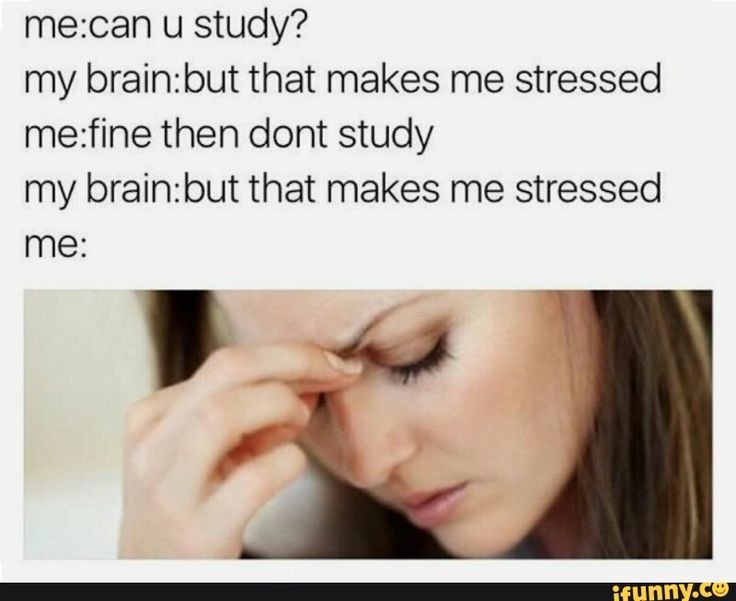 me:can u study?
my brain:but that makes me stressed
me:fine then dont study
my brain:but that makes me stressed
me:
ifunny.co